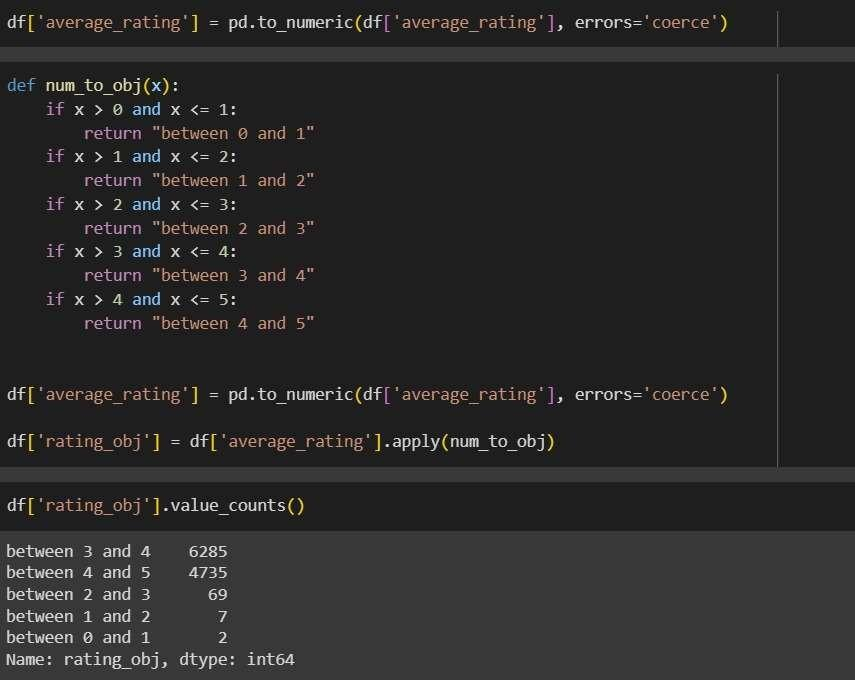 df['average_rating'] = pd.to_numeric(df['average_rating'], errors='coerce')
def num_to_obj(x):
    if x > 0 and x <= 1:
        return "between 0 and 1"
    if x > 1 and x <= 2:
        return "between 1 and 2"
    if x > 2 and x <= 3:
        return "between 2 and 3"
    if x > 3 and x <= 4:
        return "between 3 and 4"
    if x > 4 and x <= 5:
        return "between 4 and 5"
df['average_rating'] = pd.to_numeric(df['average_rating'], errors='coerce')
df['rating_obj'] = df['average_rating'].apply(num_to_obj)
df['rating_obj'].value_counts()
between 3 and 4    6285
between 4 and 5    4735
between 2 and 3      69
between 1 and 2       7
between 0 and 1       2
Name: rating_obj, dtype: int64